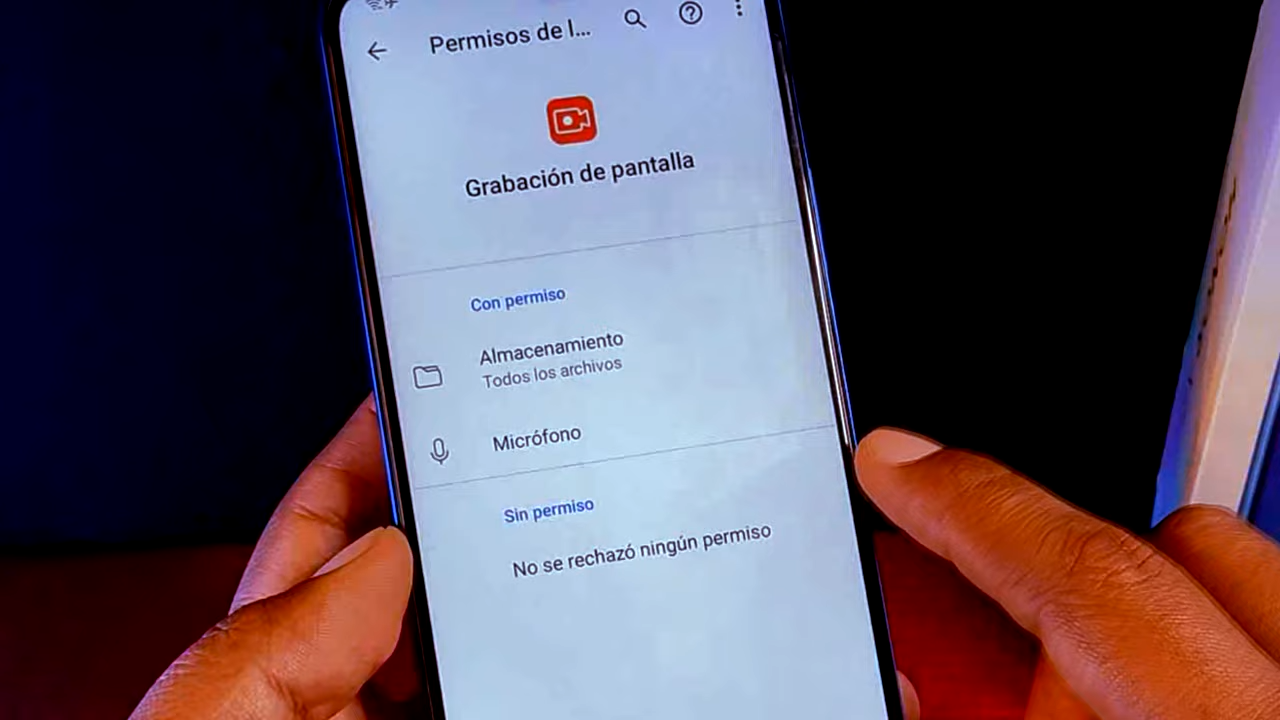 Permisos de l...
Grabación de pantalla
Con permiso
Almacenamiento
Todos los archivos
Micrófono
Sin permiso
No se rechazó ningún permiso